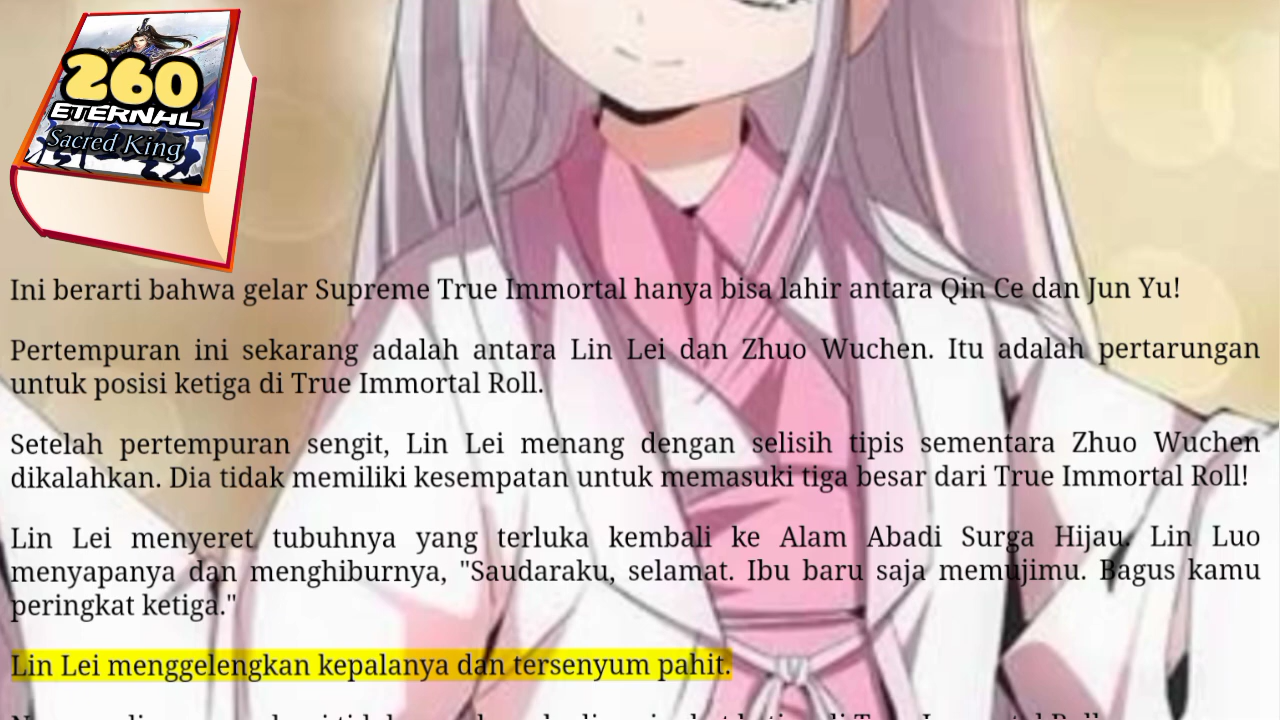 260
ETERNAL
Sacred King
Ini berarti bahwa gelar Supreme True Immortal hanya bisa lahir antara Qin Ce dan Jun Yu!
Pertempuran ini sekarang adalah antara Lin Lei dan Zhuo Wuchen. Itu adalah pertarungan
untuk posisi ketiga di True Immortal Roll.
Setelah pertempuran sengit, Lin Lei menang dengan selisih tipis sementara Zhuo Wuchen
dikalahkan. Dia tidak memiliki kesempatan untuk memasuki tiga besar dari True Immortal Roll!
Lin Lei menyeret tubuhnya yang terluka kembali ke Alam Abadi Surga Hijau. Lin Luo
menyapanya dan menghiburnya, "Saudaraku, selamat. Ibu baru saja memujimu. Bagus kamu
peringkat ketiga."
Lin Lei menggelengkan kepalanya dan tersenyum pahit.